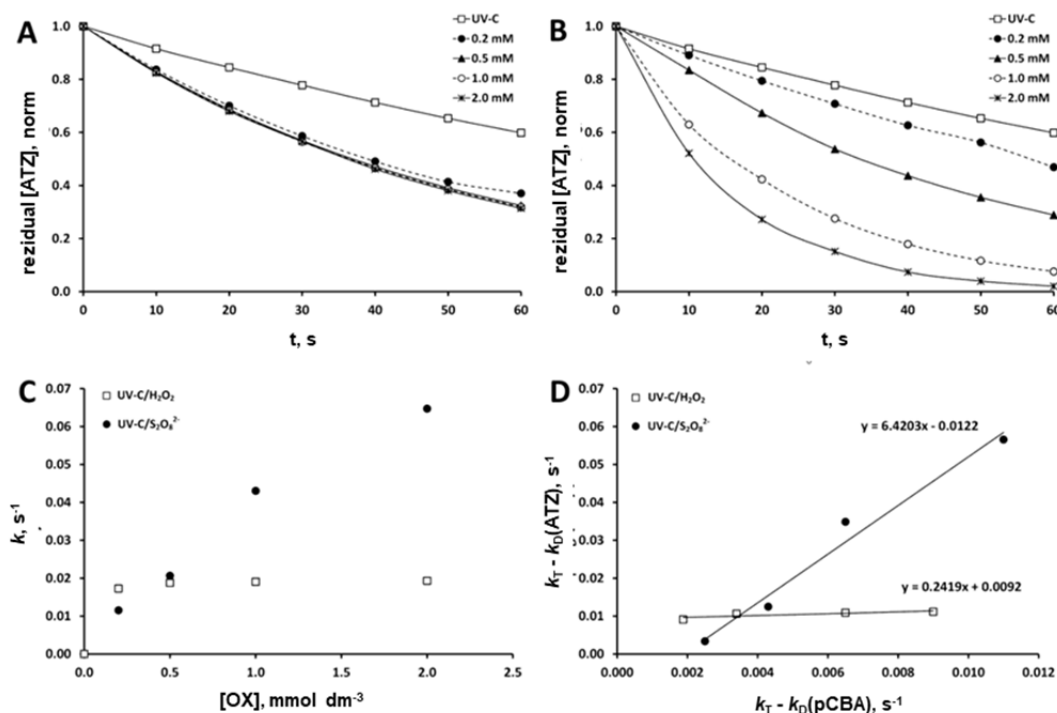 A
1.0
0.8
0.6
0.4
0.2
0.0
rezidual [ATZ], norm
0 10 20 30 40 50 60
t, s
UV-C
0.2 mM
0.5 mM
1.0 mM
2.0 mM
B
1.0
0.8
0.6
0.4
0.2
0.0
rezidual [ATZ], norm
0 10 20 30 40 50 60
t, s
UV-C
0.2 mM
0.5 mM
1.0 mM
2.0 mM
C
0.07
0.06
0.05
0.04
0.03
0.02
0.01
0.00
k, s⁻¹
0.0 0.5 1.0 1.5 2.0 2.5
[OX], mmol dm⁻³
UV-C/H₂O₂
UV-C/S₂O₈²⁻
D
0.07
0.06
0.05
0.04
0.03
0.02
0.01
0.00
kT - kD(ATZ), s⁻¹
0.000 0.002 0.004 0.006 0.008 0.010 0.012
kT - kD(pCBA), s⁻¹
UV-C/H₂O₂
UV-C/S₂O₈²⁻
y = 6.4203x - 0.0122
y = 0.2419x + 0.0092